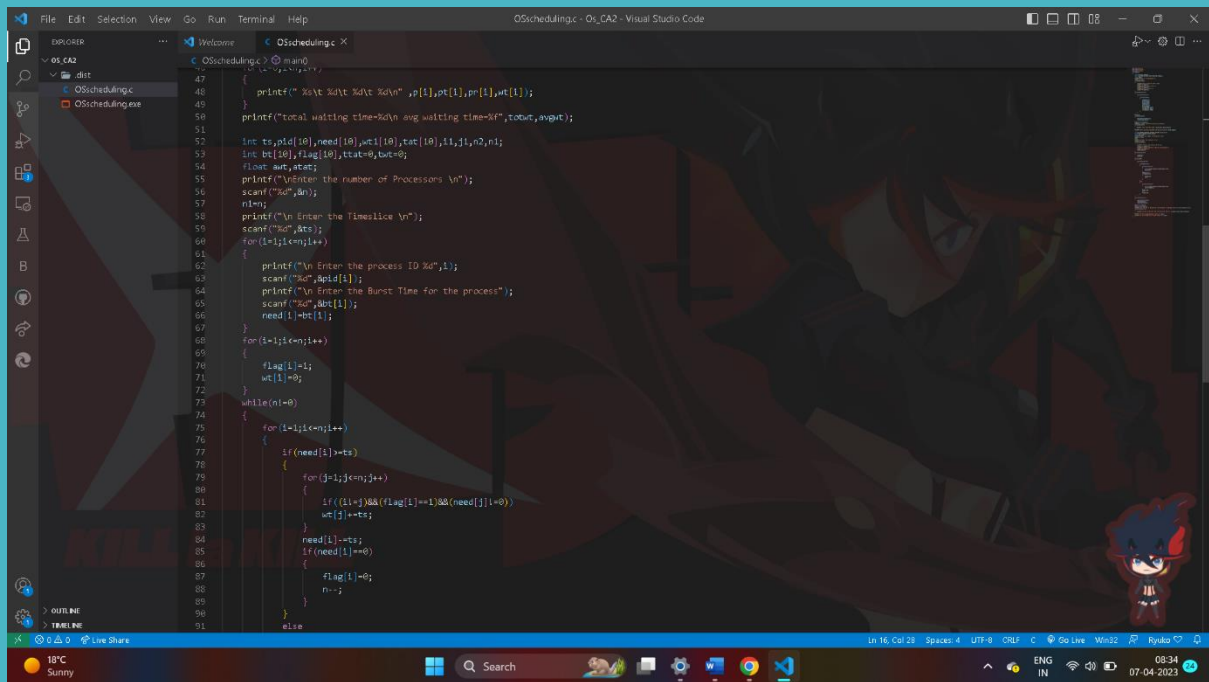 File Edit Selection View Go Run Terminal Help
OSscheduling.c - Os_CA2 - Visual Studio Code
EXPLORER
Welcome
C OSscheduling.c
OS_CA2
C OSscheduling.c > main()
.dist
C OSscheduling.c
OSscheduling.exe
47 {
48 printf(" %s\t %d\t %d\t %d\n" ,p[i],pt[i],pr[i],wt[i]);
49 }
50 printf("total waiting time=%d\n avg waiting time=%f",totwt,avgwt);
51
52 int ts,pid[10],need[10],wt1[10],tat[10],i1,j1,n2,n1;
53 int bt[10],flag[10],ttat=0,twt=0;
54 float awt,atat;
55 printf("\nEnter the number of Processors \n");
56 scanf("%d",&n);
57 n1=n;
58 printf("\n Enter the Timeslice \n");
59 scanf("%d",&ts);
60 for(i=1;i<=n;i++)
61 {
62 printf("\n Enter the process ID %d",i);
63 scanf("%d",&pid[i]);
64 printf("\n Enter the Burst Time for the process");
65 scanf("%d",&bt[i]);
66 need[i]=bt[i];
67 }
68 for(i=1;i<=n;i++)
69 {
70 flag[i]=1;
71 wt[i]=0;
72 }
73 while(n!=0)
74 {
75 for(i=1;i<=n;i++)
76 {
77 if(need[i]>=ts)
78 {
79 for(j=1;j<=n;j++)
80 {
81 if((i!=j)&&(flag[i]==1)&&(need[j]!=0))
82 wt[j]+=ts;
83 }
84 need[i]-=ts;
85 if(need[i]==0)
86 {
87 flag[i]=0;
88 n--;
89 }
90 }
91 else
KILL la KILL
OUTLINE
TIMELINE
0 0 Live Share
Ln 16, Col 28 Spaces: 4 UTF-8 CRLF C Go Live Win32 Ryuko
18°C
Sunny
Search
ENG
IN
08:34
07-04-2023
24